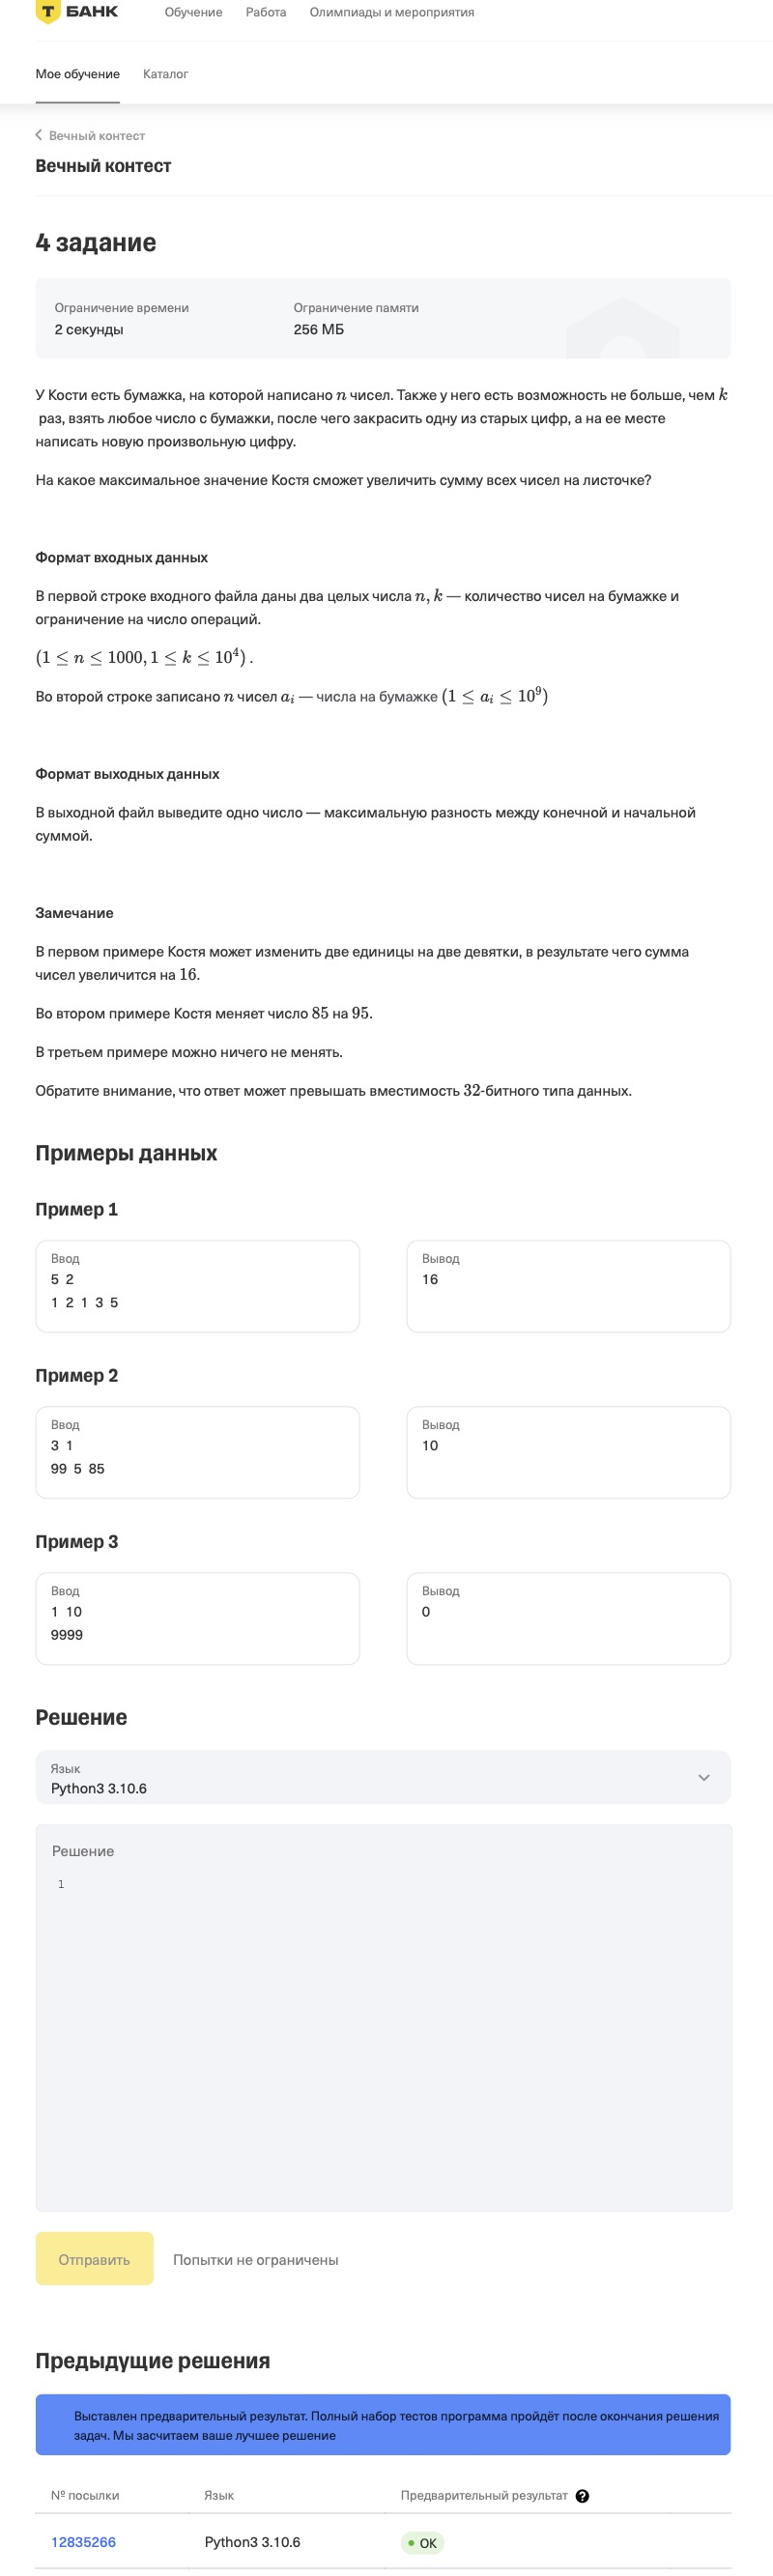 Т БАНК Обучение Работа Олимпиады и мероприятия
Мое обучение Каталог
Вечный контест
Вечный контест
4 задание
Ограничение времени Ограничение памяти
2 секунды 256 МБ
У Кости есть бумажка, на которой написано n чисел. Также у него есть возможность не больше, чем k
раз, взять любое число с бумажки, после чего закрасить одну из старых цифр, а на ее месте
написать новую произвольную цифру.
На какое максимальное значение Костя сможет увеличить сумму всех чисел на листочке?
Формат входных данных
В первой строке входного файла даны два целых числа n, k — количество чисел на бумажке и
ограничение на число операций.
(1 ≤ n ≤ 1000, 1 ≤ k ≤ 10⁴) .
Во второй строке записано n чисел aᵢ — числа на бумажке (1 ≤ aᵢ ≤ 10⁹)
Формат выходных данных
В выходной файл выведите одно число — максимальную разность между конечной и начальной
суммой.
Замечание
В первом примере Костя может изменить две единицы на две девятки, в результате чего сумма
чисел увеличится на 16.
Во втором примере Костя меняет число 85 на 95.
В третьем примере можно ничего не менять.
Обратите внимание, что ответ может превышать вместимость 32-битного типа данных.
Примеры данных
Пример 1
Ввод Вывод
5 2 16
1 2 1 3 5
Пример 2
Ввод Вывод
3 1 10
99 5 85
Пример 3
Ввод Вывод
1 10 0
9999
Решение
Язык
Python3 3.10.6
Решение
1
Отправить Попытки не ограничены
Предыдущие решения
Выставлен предварительный результат. Полный набор тестов программа пройдёт после окончания решения
задач. Мы засчитаем ваше лучшее решение
№ посылки Язык Предварительный результат ?
12835266 Python3 3.10.6 OK